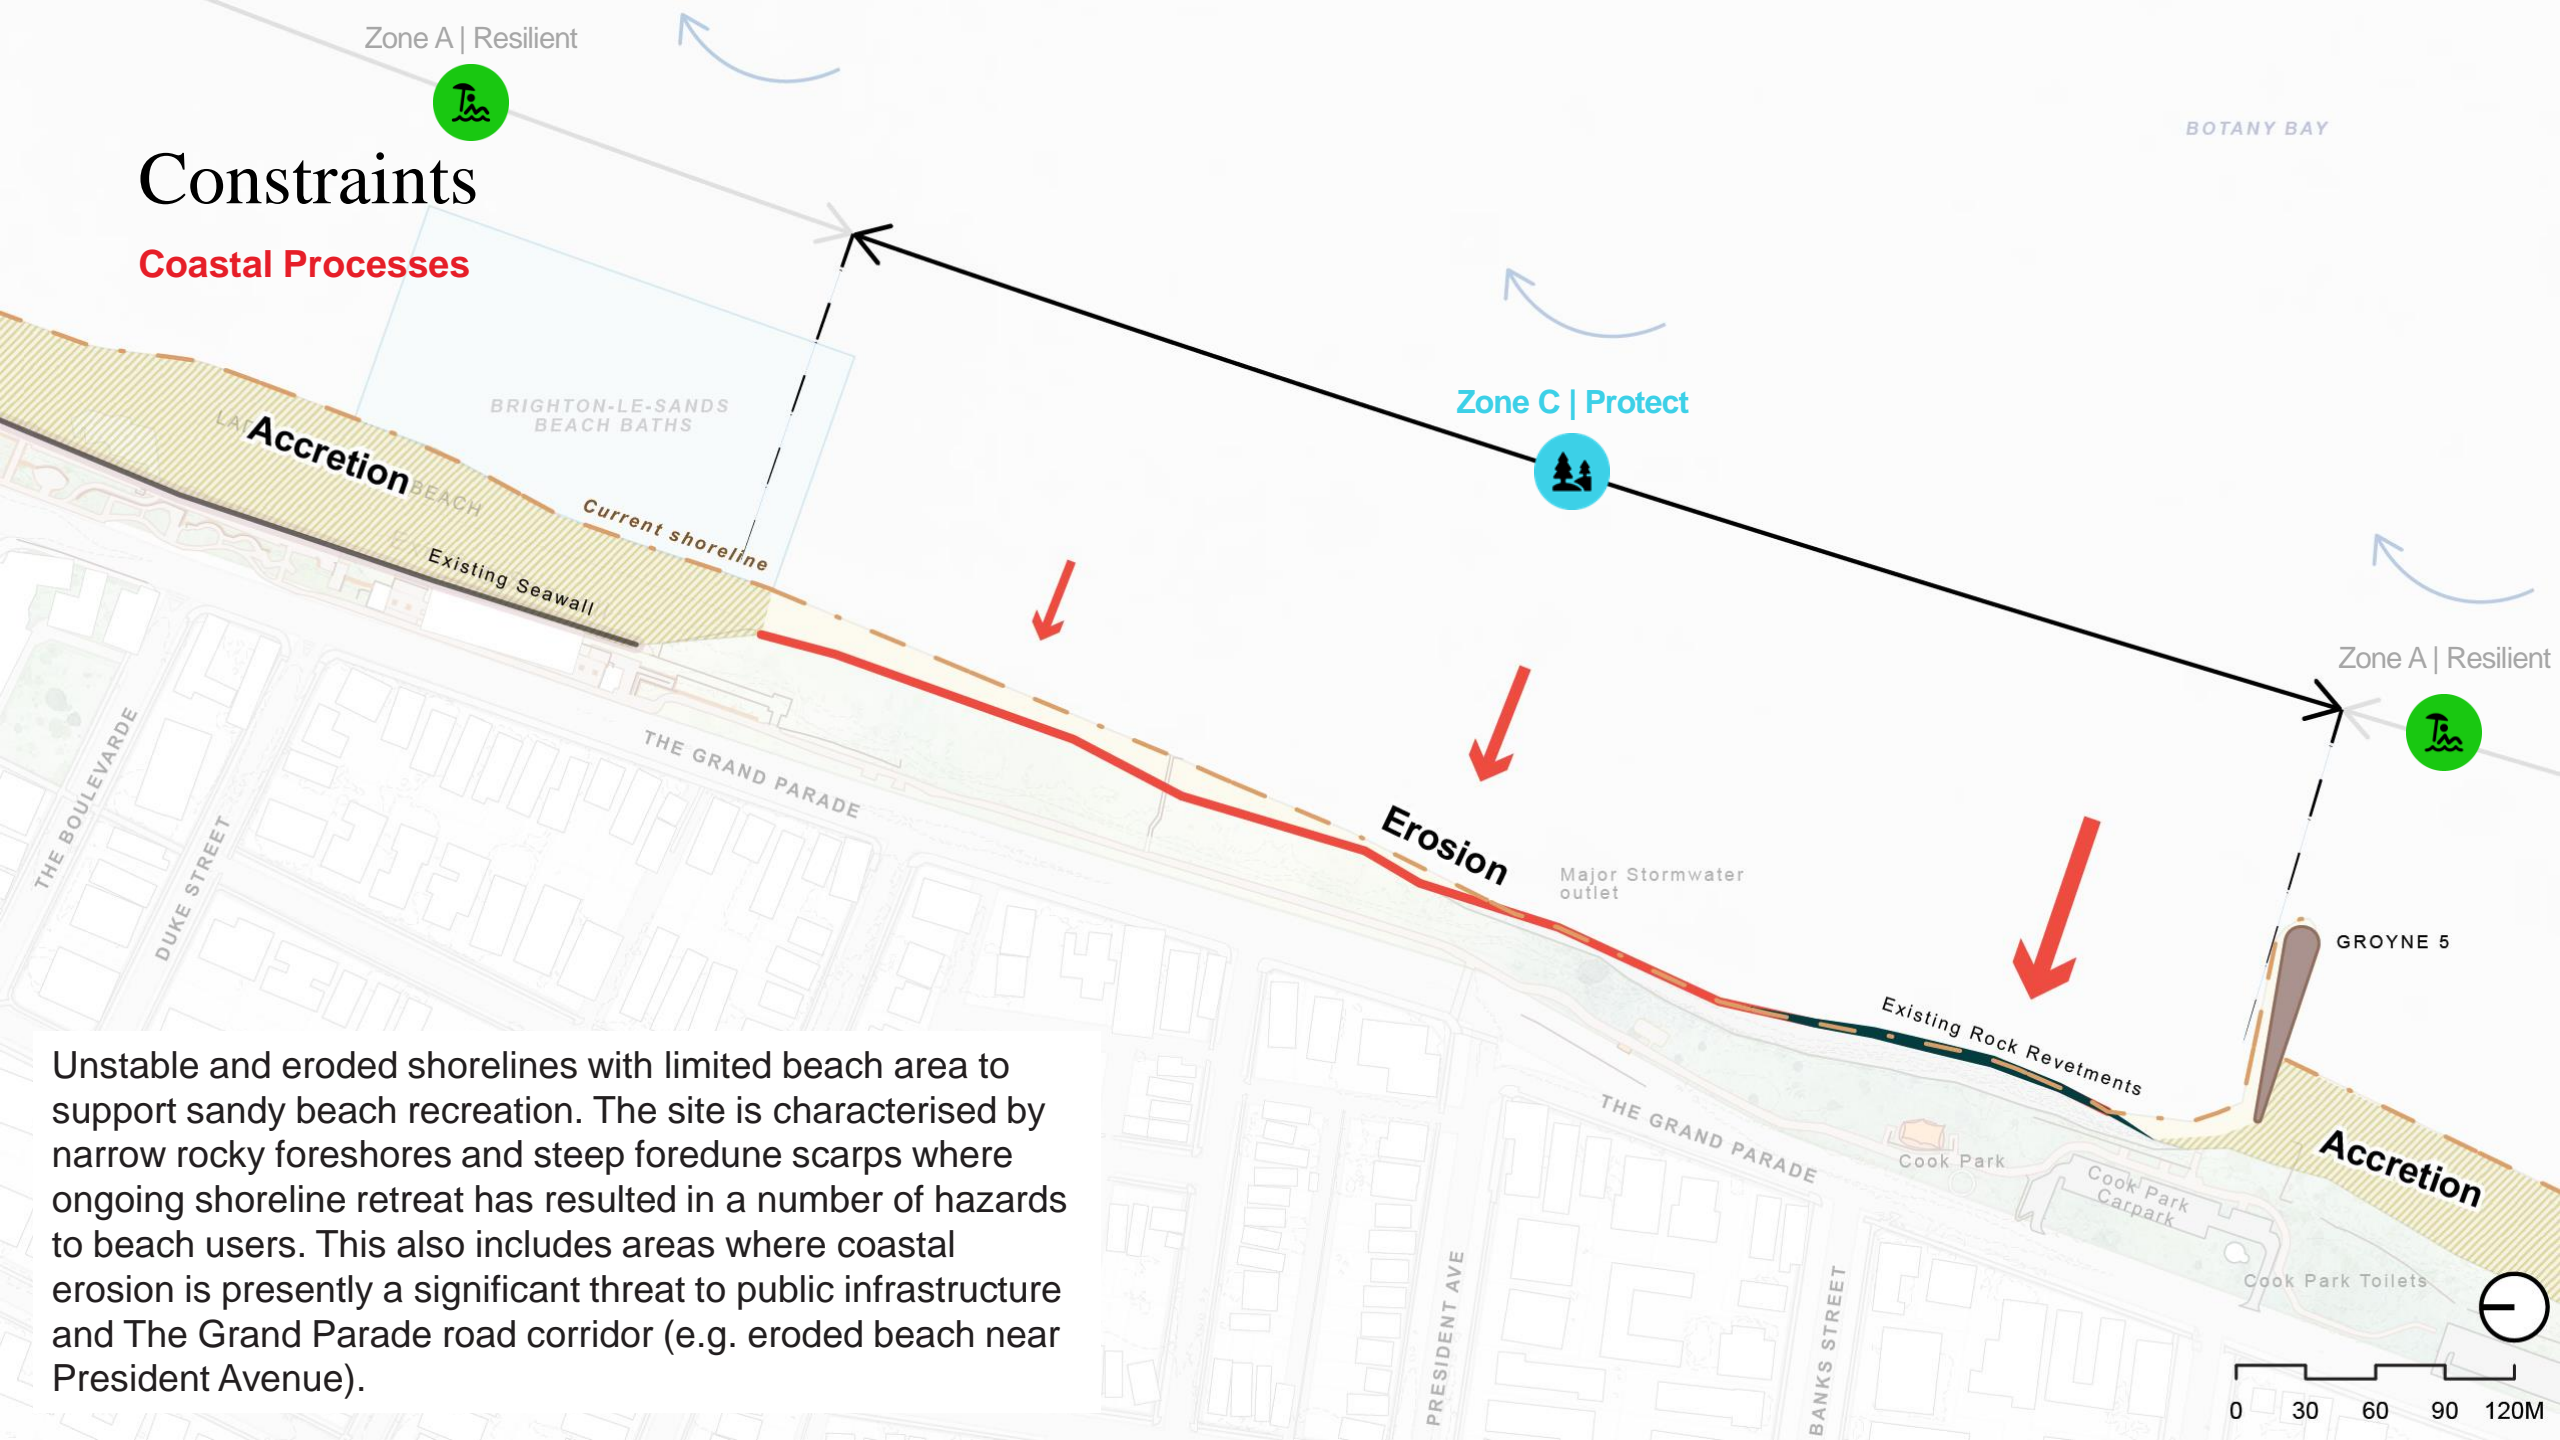 Zone A | Resilient
BOTANY BAY
Constraints
Coastal Processes
Zone C | Protect
BRIGHTON-LE-SANDS
BEACH BATHS
Accretion
BEACH
Current shoreline
Existing Seawall
Zone A | Resilient
THE BOULEVARDE
DUKE STREET
THE GRAND PARADE
Erosion
Major Stormwater
outlet
GROYNE 5
Existing Rock Revetments
Unstable and eroded shorelines with limited beach area to
support sandy beach recreation. The site is characterised by
narrow rocky foreshores and steep foredune scarps where
ongoing shoreline retreat has resulted in a number of hazards
to beach users. This also includes areas where coastal
erosion is presently a significant threat to public infrastructure
and The Grand Parade road corridor (e.g. eroded beach near
President Avenue).
THE GRAND PARADE
Cook Park
Cook Park
Carpark
Accretion
Cook Park Toilets
PRESIDENT AVE
BANKS STREET
0 30 60 90 120M